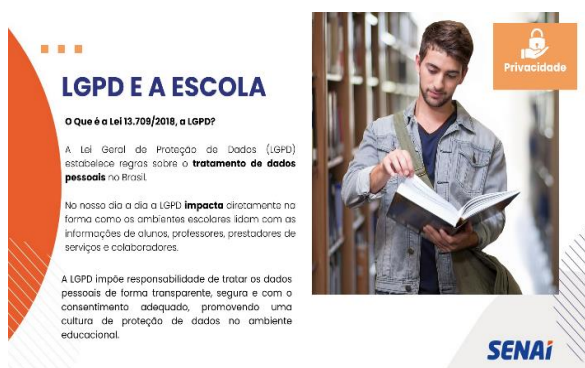 Privacidade
LGPD E A ESCOLA
O Que é a Lei 13.709/2018, a LGPD?
A Lei Geral de Proteção de Dados (LGPD)
estabelece regras sobre o tratamento de dados
pessoais no Brasil.
No nosso dia a dia a LGPD impacta diretamente na
forma como os ambientes escolares lidam com as
informações de alunos, professores, prestadores de
serviços e colaboradores.
A LGPD impõe responsabilidade de tratar os dados
pessoais de forma transparente, segura e com o
consentimento adequado, promovendo uma
cultura de proteção de dados no ambiente
educacional.
SENAI